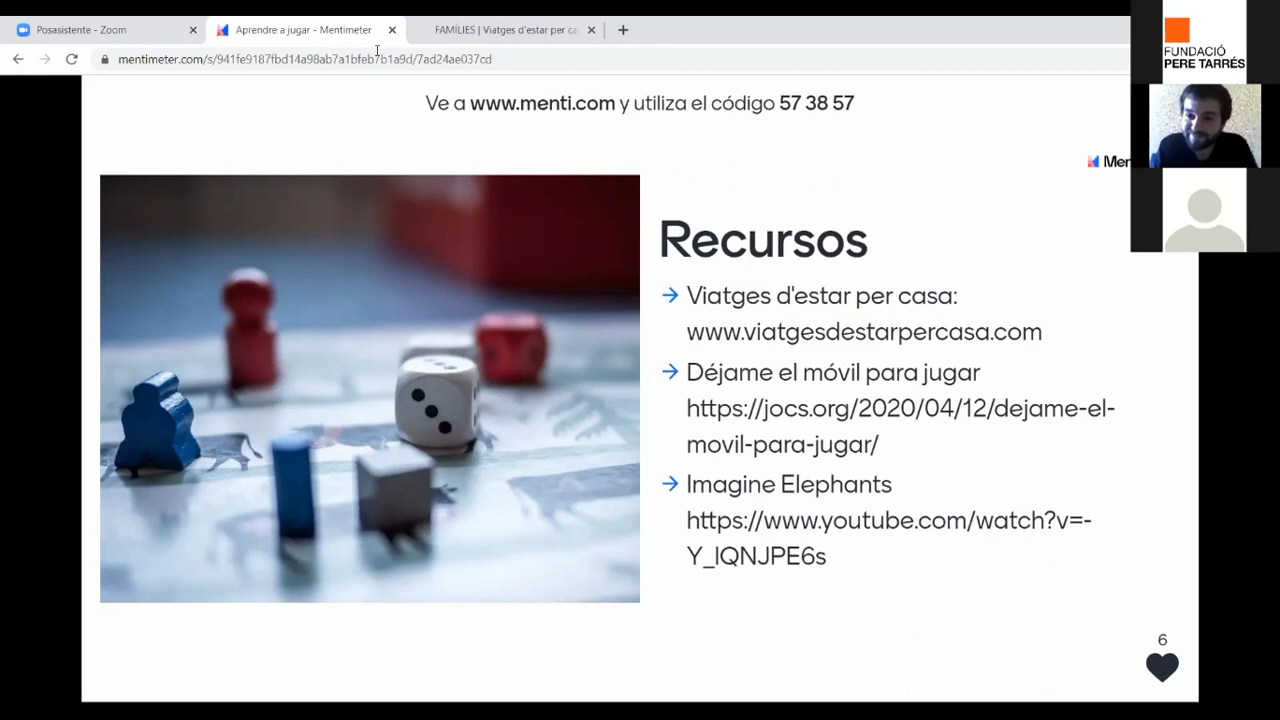 Posasistente - Zoom
Aprendre a jugar - Mentimeter
FAMÍLIES | Viatges d'estar per ca
mentimeter.com/s/941fe9187fbd14a98ab7a1bfeb7b1a9d/7ad24ae037cd
FUNDACIÓ
PERE TARRÉS
Ve a www.menti.com y utiliza el código 57 38 57
Men
Recursos
→ Viatges d'estar per casa:
www.viatgesdestarpercasa.com
→ Déjame el móvil para jugar
https://jocs.org/2020/04/12/dejame-el-
movil-para-jugar/
→ Imagine Elephants
https://www.youtube.com/watch?v=-
Y_lQNJPE6s
6